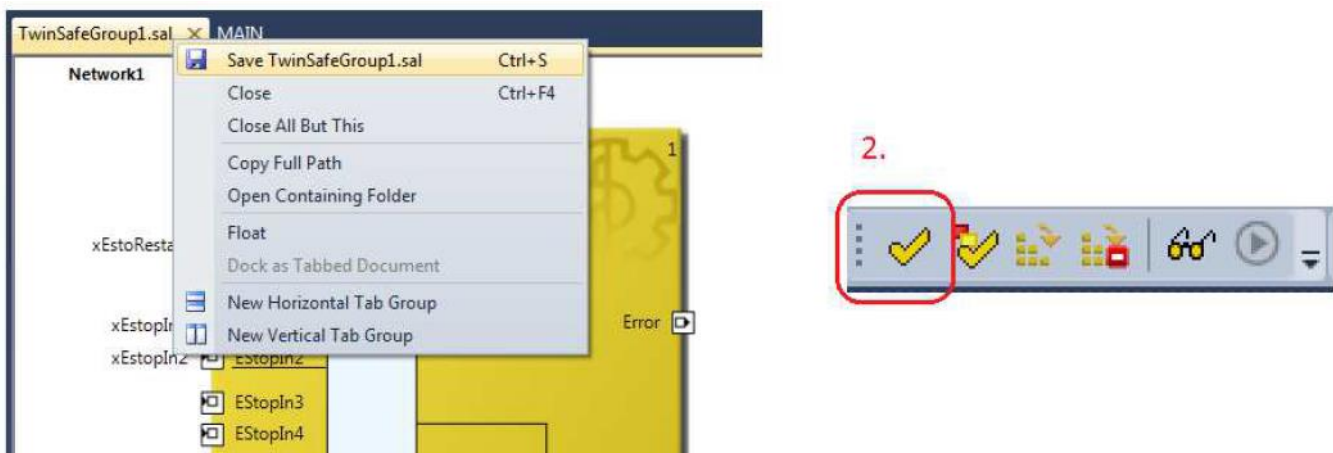 TwinSafeGroup1.sal MAIN
Network1
Save TwinSafeGroup1.sal Ctrl+S
Close Ctrl+F4
Close All But This
Copy Full Path
Open Containing Folder
Float
Dock as Tabbed Document
New Horizontal Tab Group
New Vertical Tab Group
1
xEstoResta
xEstopIn
xEstopIn2 EStopIn2
EStopIn3
EStopIn4
Error
2.